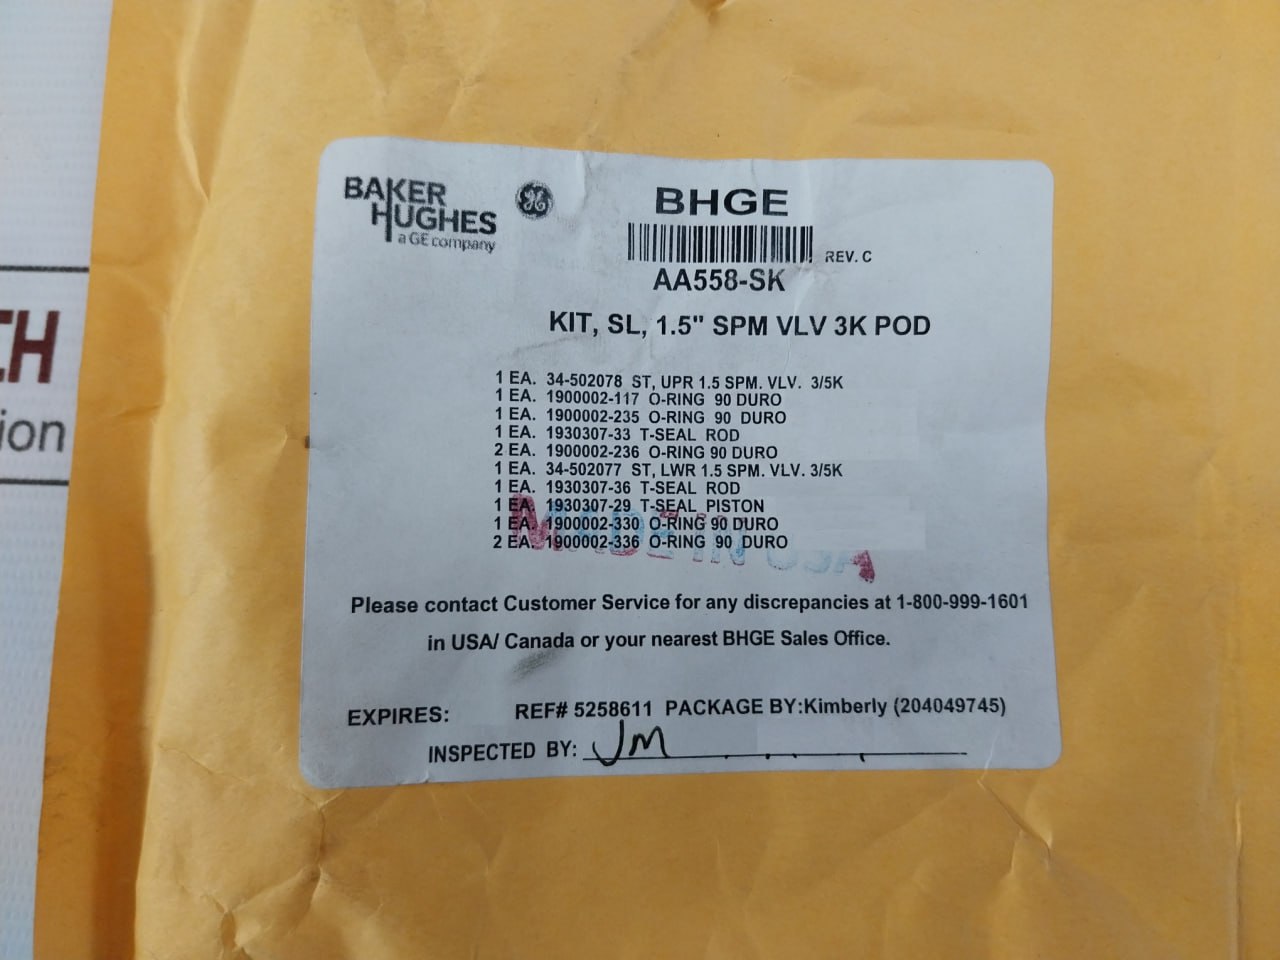 BAKER
HUGHES
a GE company
BHGE
REV. C
AA558-SK
KIT, SL, 1.5" SPM VLV 3K POD
1 EA. 34-502078 ST, UPR 1.5 SPM. VLV. 3/5K
1 EA. 1900002-117 O-RING 90 DURO
1 EA. 1900002-235 O-RING 90 DURO
1 EA. 1930307-33 T-SEAL ROD
2 EA. 1900002-236 O-RING 90 DURO
1 EA. 34-502077 ST, LWR 1.5 SPM. VLV. 3/5K
1 EA. 1930307-36 T-SEAL ROD
1 EA. 1930307-29 T-SEAL PISTON
1 EA. 1900002-330 O-RING 90 DURO
2 EA. 1900002-336 O-RING 90 DURO
MADE IN USA
Please contact Customer Service for any discrepancies at 1-800-999-1601
in USA/ Canada or your nearest BHGE Sales Office.
EXPIRES: REF# 5258611 PACKAGE BY:Kimberly (204049745)
INSPECTED BY: JM
CH
ion